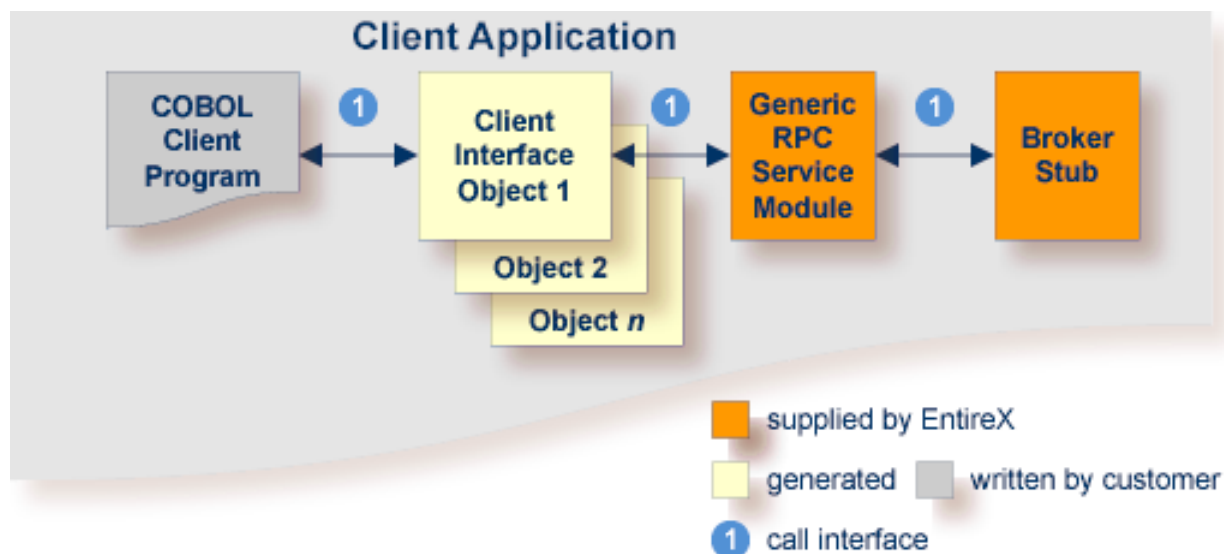 Client Application
COBOL
Client
Program
1
Client
Interface
Object 1
Object 2
Object n
1
Generic
RPC
Service
Module
1
Broker
Stub
supplied by EntireX
generated
written by customer
1 call interface